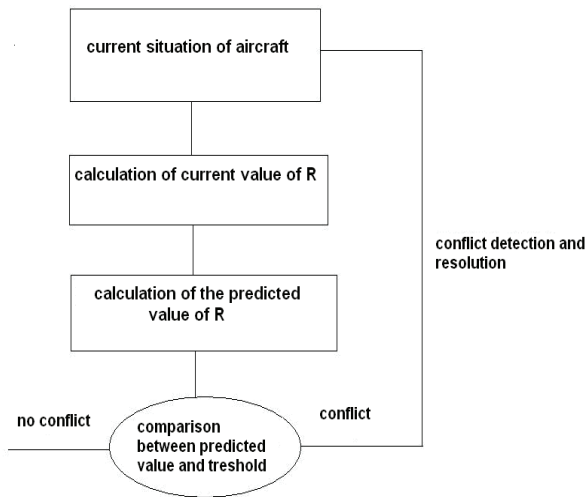 current situation of aircraft
calculation of current value of R
conflict detection and
resolution
calculation of the predicted
value of R
no conflict
conflict
comparison
between predicted
value and treshold